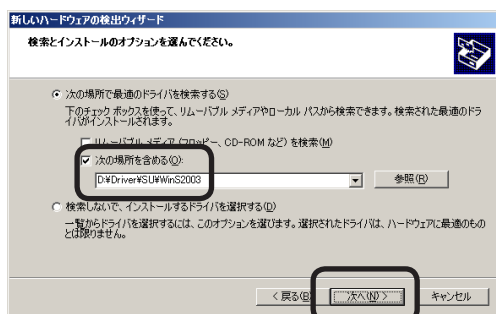 新しいハードウェアの検出ウィザード
検索とインストールのオプションを選んでください。
次の場所で最適のドライバを検索する(S)
下のチェック ボックスを使って、リムーバブル メディアやローカル パスから検索できます。検索された最適のドラ
イバがインストールされます。
リムーバブル メディア (フロッピー、CD-ROM など) を検索(M)
次の場所を含める(O):
D:¥Driver¥SU¥WinS2003
参照(R)
検索しないで、インストールするドライバを選択する(D)
一覧からドライバを選択するには、このオプションを選びます。選択されたドライバは、ハードウェアに最適のもの
とは限りません。
< 戻る(B)
次へ(N) >
キャンセル